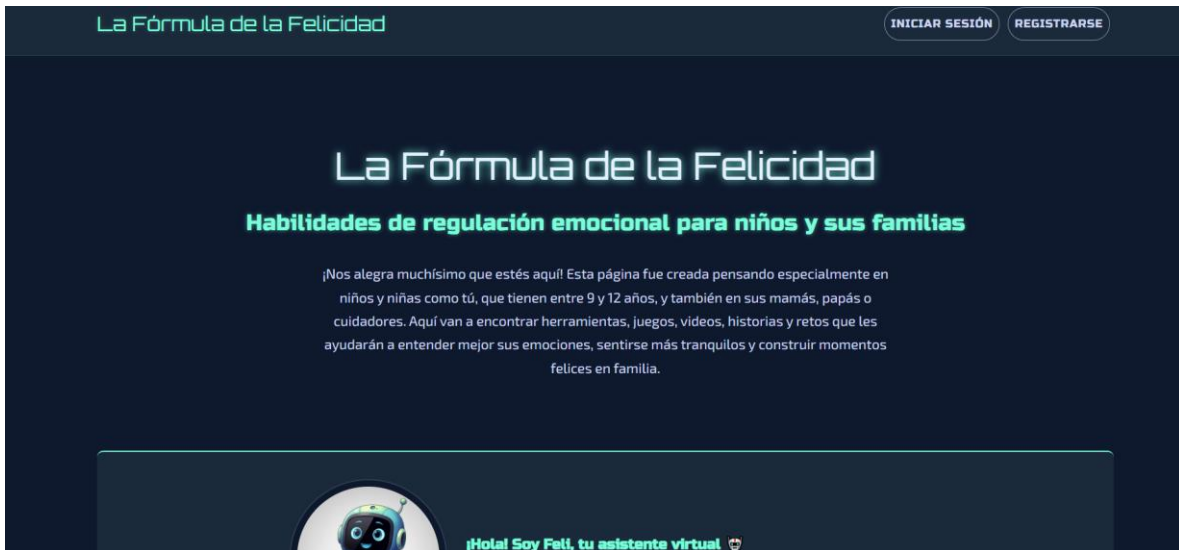 La Fórmula de la Felicidad
INICIAR SESIÓN
REGISTRARSE
La Fórmula de la Felicidad
Habilidades de regulación emocional para niños y sus familias
¡Nos alegra muchísimo que estés aquí! Esta página fue creada pensando especialmente en
niños y niñas como tú, que tienen entre 9 y 12 años, y también en sus mamás, papás o
cuidadores. Aquí van a encontrar herramientas, juegos, videos, historias y retos que les
ayudarán a entender mejor sus emociones, sentirse más tranquilos y construir momentos
felices en familia.
¡Hola! Soy Feli, tu asistente virtual 🤖